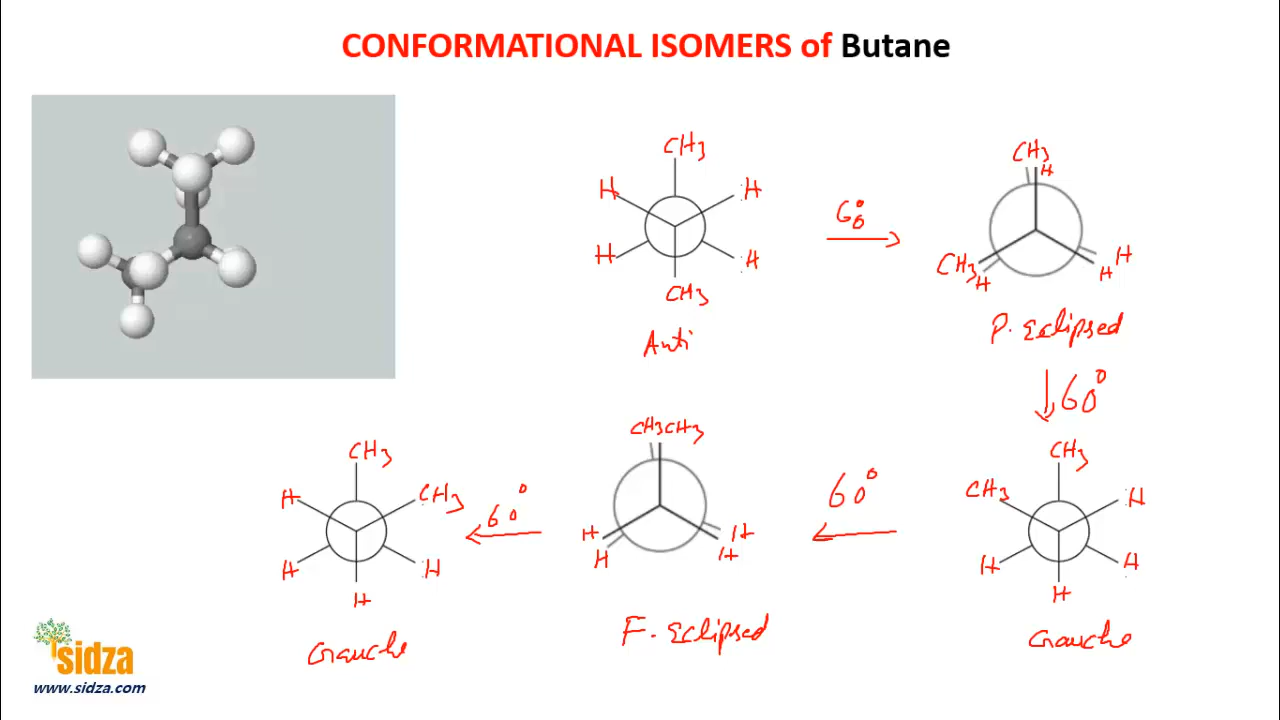 CONFORMATIONAL ISOMERS of Butane
CH3
H H
H H
CH3
Anti
60°
CH3
H
CH3 H
H H
P. Eclipsed
60°
CH3
CH3 H
H H
H
Gauche
60°
CH3CH3
H H
H H
F. Eclipsed
60°
CH3
H CH3
H H
H
Gauche
sidza
www.sidza.com